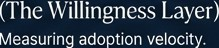 (The Willingness Layer)
Measuring adoption velocity.